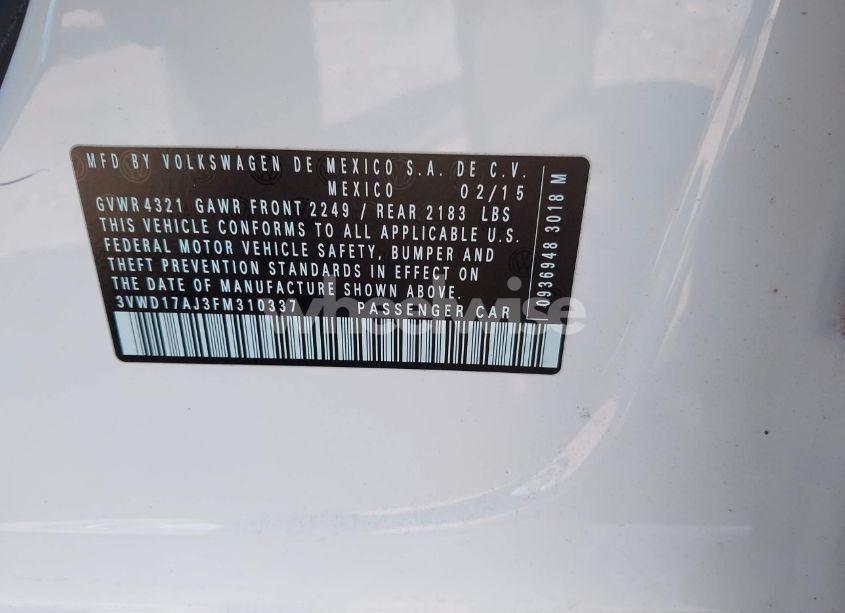 MFD BY VOLKSWAGEN DE MEXICO S.A. DE C.V.
MEXICO 02/15
GVWR 4321 GAWR FRONT 2249 / REAR 2183 LBS
THIS VEHICLE CONFORMS TO ALL APPLICABLE U.S.
FEDERAL MOTOR VEHICLE SAFETY, BUMPER AND
THEFT PREVENTION STANDARDS IN EFFECT ON
THE DATE OF MANUFACTURE SHOWN ABOVE.
3VWD17AJ3FM310337 PASSENGER CAR
0936948 3018 M
wheelwise